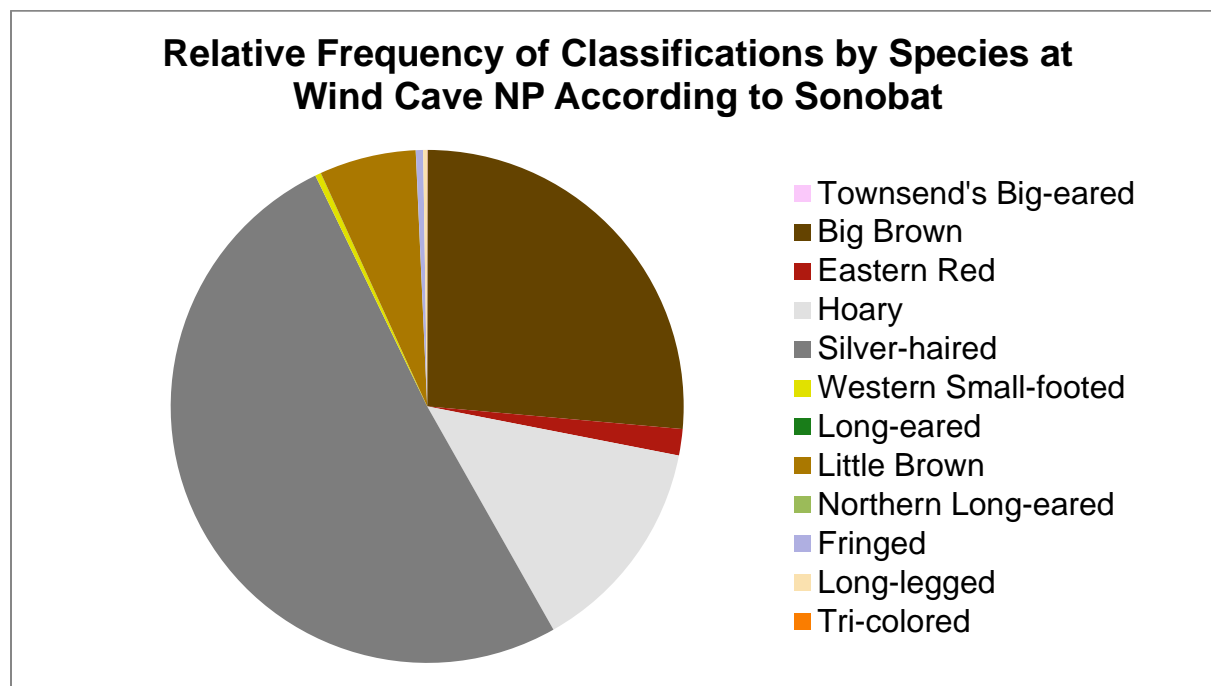 Relative Frequency of Classifications by Species at
Wind Cave NP According to Sonobat
Townsend's Big-eared
Big Brown
Eastern Red
Hoary
Silver-haired
Western Small-footed
Long-eared
Little Brown
Northern Long-eared
Fringed
Long-legged
Tri-colored